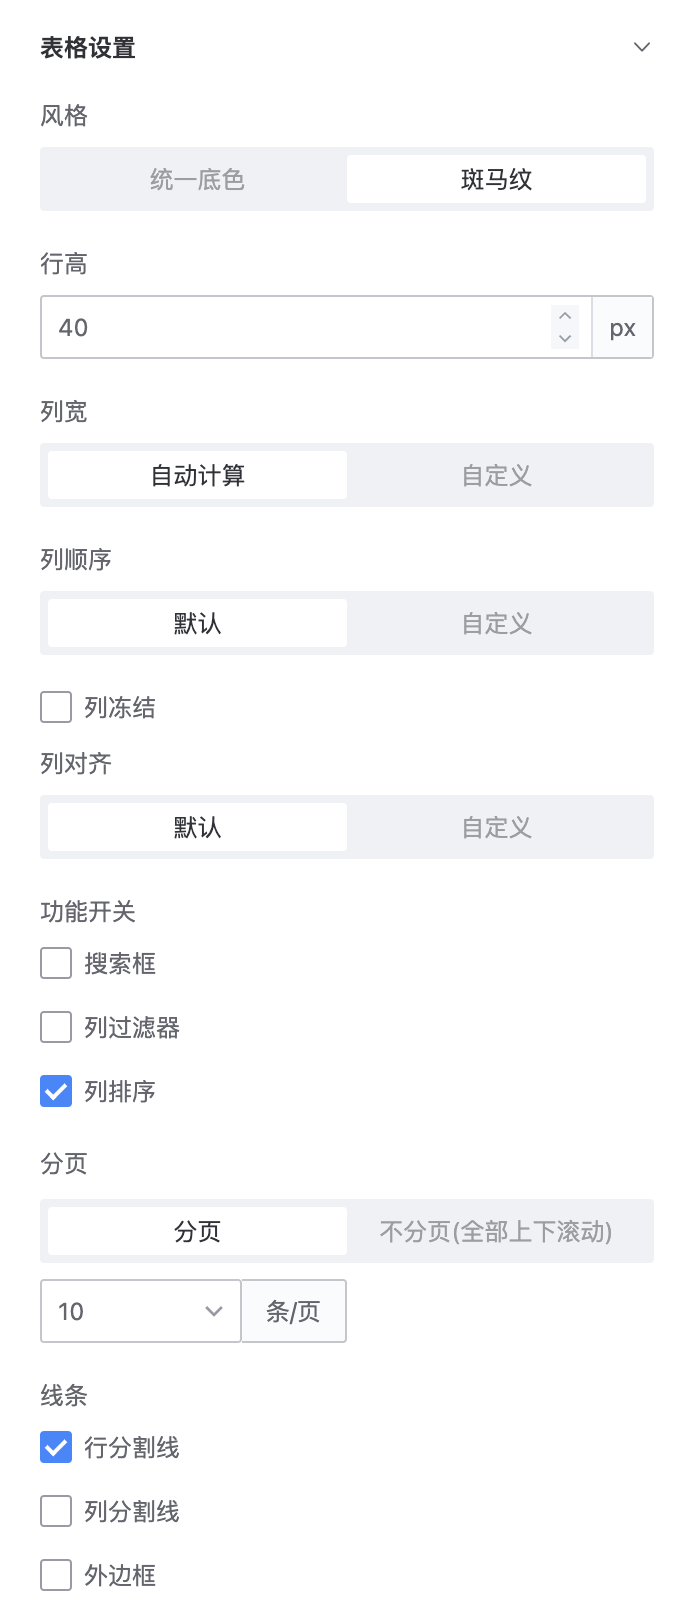 表格设置
风格
统一底色 斑马纹
行高
40 px
列宽
自动计算 自定义
列顺序
默认 自定义
列冻结
列对齐
默认 自定义
功能开关
搜索框
列过滤器
列排序
分页
分页 不分页(全部上下滚动)
10 条/页
线条
行分割线
列分割线
外边框